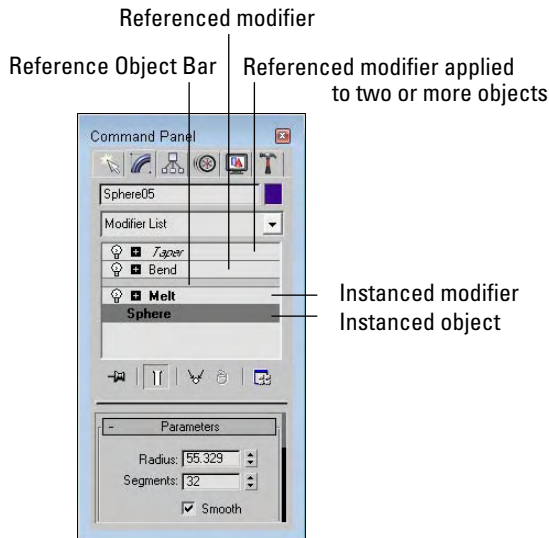 Referenced modifier
Reference Object Bar
Referenced modifier applied
to two or more objects
Command Panel
Sphere05
Modifier List
Taper
Bend
Melt
Sphere
Instanced modifier
Instanced object
- Parameters
Radius: 55.329
Segments: 32
Smooth